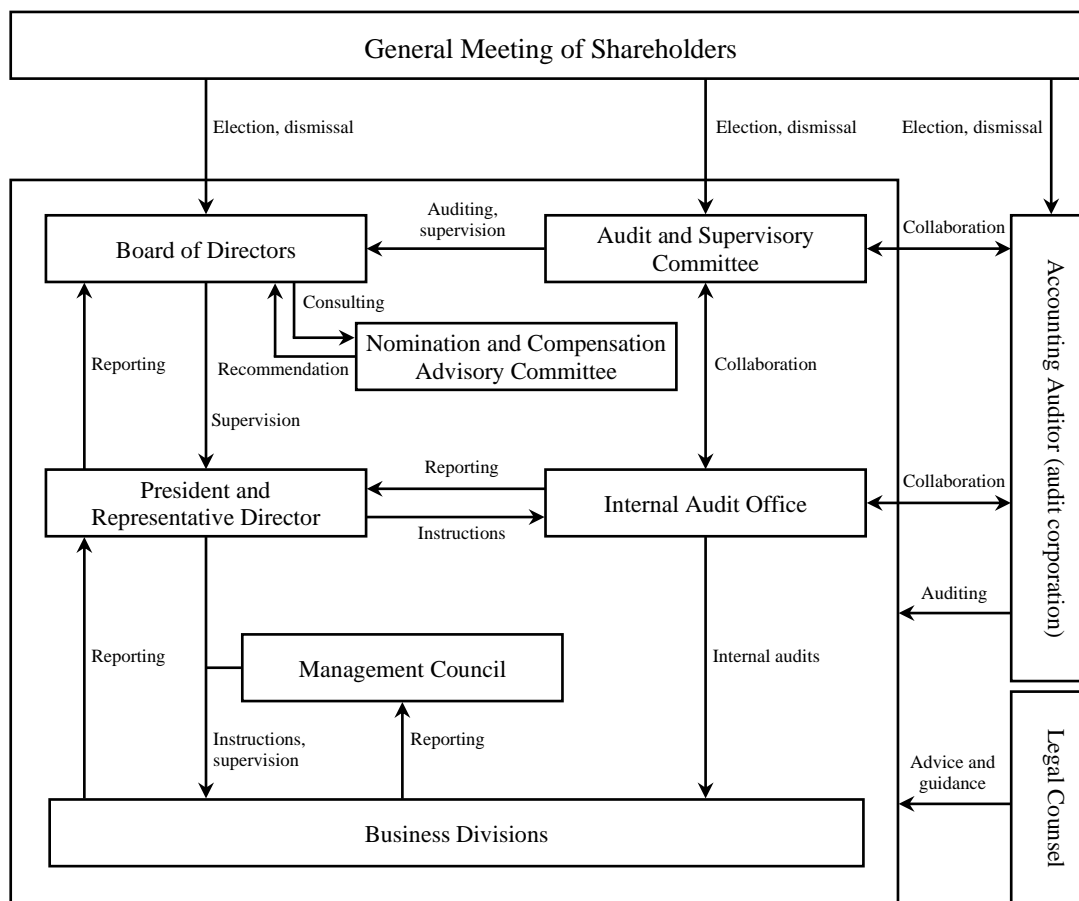 General Meeting of Shareholders
Election, dismissal
Election, dismissal
Election, dismissal
Board of Directors
Auditing,
supervision
Audit and Supervisory
Committee
Collaboration
Consulting
Nomination and Compensation
Advisory Committee
Recommendation
Reporting
Collaboration
Supervision
President and
Representative Director
Reporting
Instructions
Internal Audit Office
Collaboration
Accounting Auditor (audit corporation)
Auditing
Reporting
Management Council
Internal audits
Instructions,
supervision
Reporting
Advice and
guidance
Legal Counsel
Business Divisions